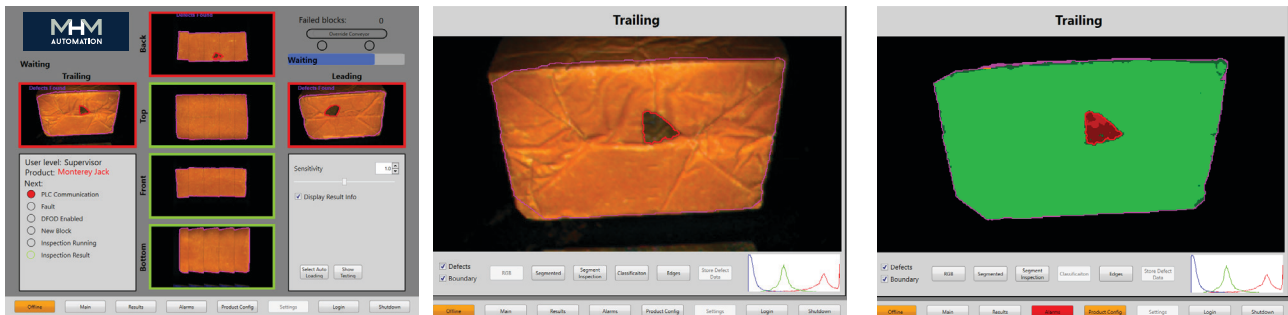 MHM
AUTOMATION
Failed blocks: 0
Override Conveyor
Waiting
Waiting
Back
Trailing
Leading
Top
User level: Supervisor
Product: Monterey Jack
Next:
PLC Communication
Fault
DFOD Enabled
New Block
Inspection Running
Inspection Result
Front
Bottom
Sensitivity
1.0
Display Result Info
Select Auto
Loading
Show
Testing
Offline
Main
Results
Alarms
Product Config
Settings
Login
Shutdown
Trailing
Defects
Boundary
RGB
Segmented
Segment
Inspection
Classification
Edges
Store Defect
Data
Offline
Main
Results
Alarms
Product Config
Settings
Login
Shutdown
Trailing
Defects
Boundary
RGB
Segmented
Segment
Inspection
Classification
Edges
Store Defect
Data
Offline
Main
Results
Alarms
Product Config
Settings
Login
Shutdown